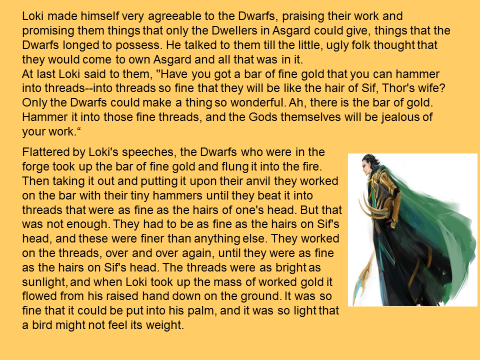 Loki made himself very agreeable to the Dwarfs, praising their work and
promising them things that only the Dwellers in Asgard could give, things that the
Dwarfs longed to possess. He talked to them till the little, ugly folk thought that
they would come to own Asgard and all that was in it.
At last Loki said to them, "Have you got a bar of fine gold that you can hammer
into threads--into threads so fine that they will be like the hair of Sif, Thor's wife?
Only the Dwarfs could make a thing so wonderful. Ah, there is the bar of gold.
Hammer it into those fine threads, and the Gods themselves will be jealous of
your work.“
Flattered by Loki's speeches, the Dwarfs who were in the
forge took up the bar of fine gold and flung it into the fire.
Then taking it out and putting it upon their anvil they worked
on the bar with their tiny hammers until they beat it into
threads that were as fine as the hairs of one's head. But that
was not enough. They had to be as fine as the hairs on Sif's
head, and these were finer than anything else. They worked
on the threads, over and over again, until they were as fine
as the hairs on Sif's head. The threads were as bright as
sunlight, and when Loki took up the mass of worked gold it
flowed from his raised hand down on the ground. It was so
fine that it could be put into his palm, and it was so light that
a bird might not feel its weight.